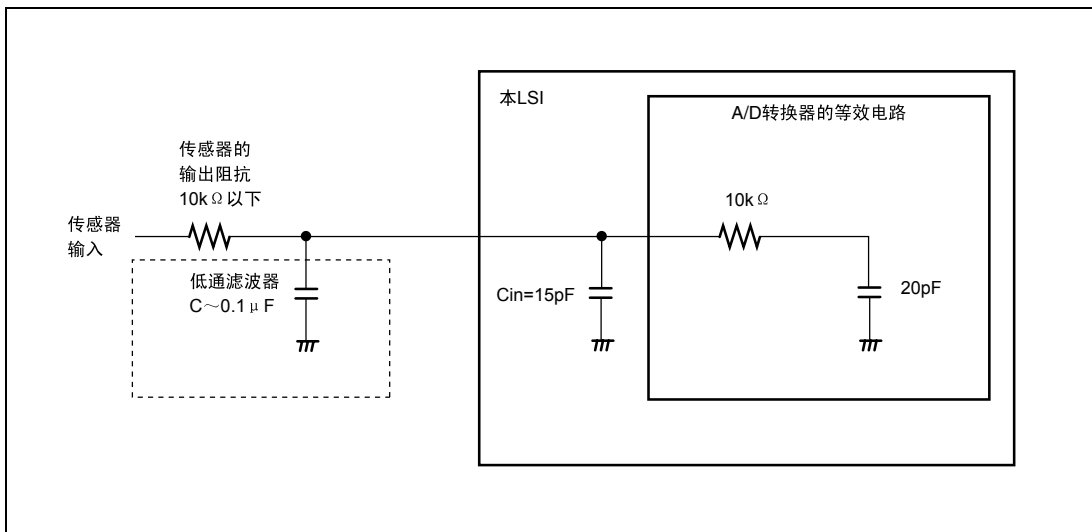 本LSI
A/D转换器的等效电路
传感器的
输出阻抗
10kΩ以下
10kΩ
传感器
输入
低通滤波器
C～0.1μF
Cin=15pF
20pF